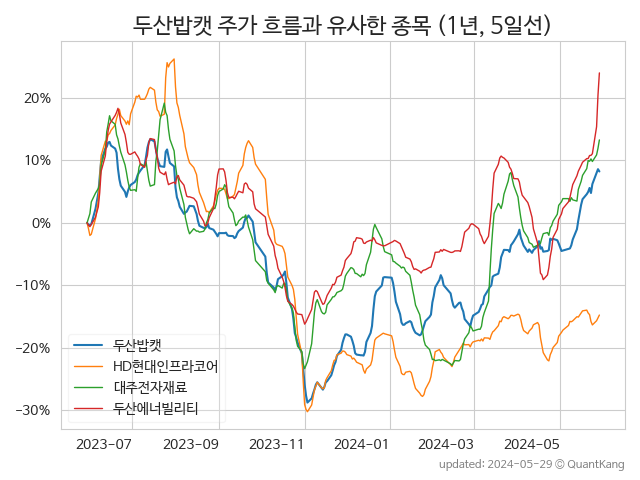 두산밥캣 주가 흐름과 유사한 종목 (1년, 5일선)
20%
10%
0%
−10%
−20%
−30%
두산밥캣
HD현대인프라코어
대주전자재료
두산에너빌리티
2023−07
2023−09
2023−11
2024−01
2024−03
2024−05
updated: 2024-05-29 © QuantKang